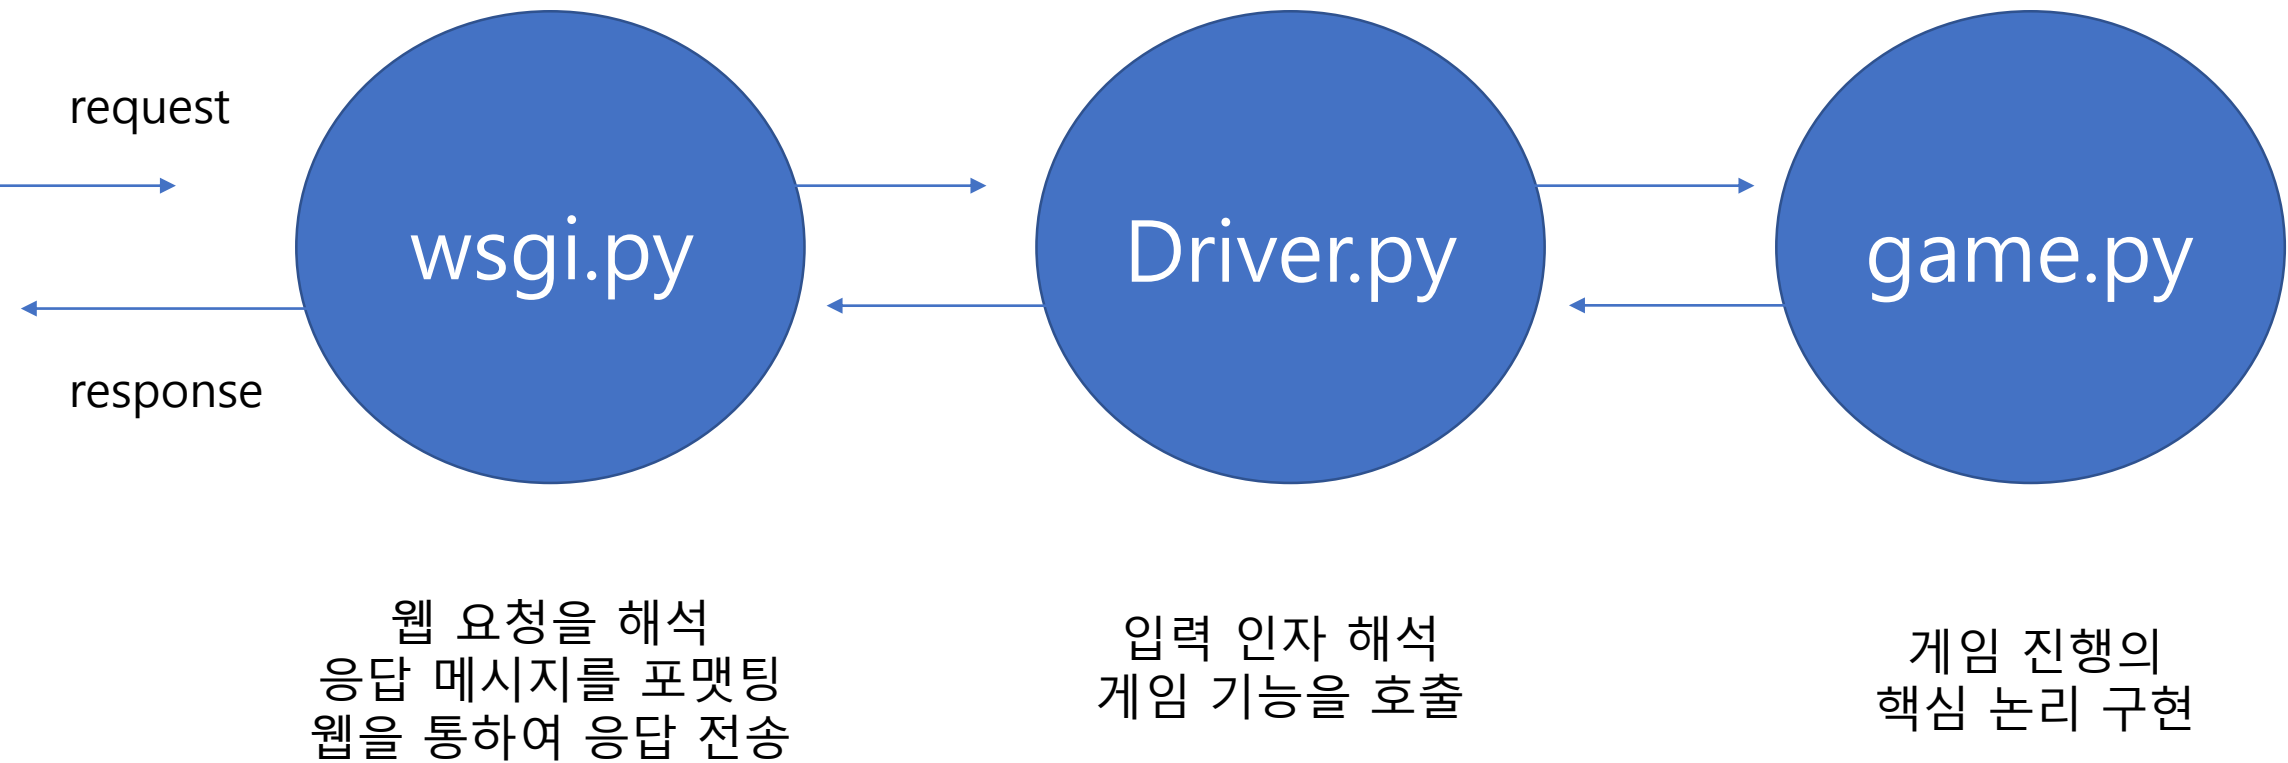 request
response
wsgi.py
Driver.py
game.py
웹 요청을 해석
응답 메시지를 포맷팅
웹을 통하여 응답 전송
입력 인자 해석
게임 기능을 호출
게임 진행의
핵심 논리 구현